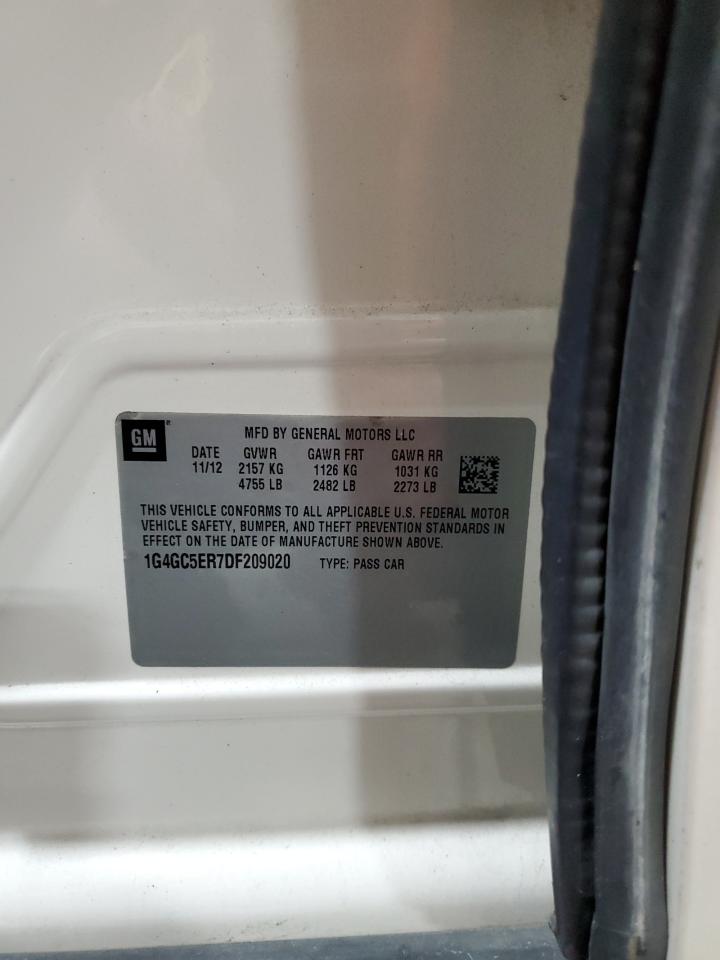 GM®
MFD BY GENERAL MOTORS LLC
DATE GVWR GAWR FRT GAWR RR
11/12 2157 KG 1126 KG 1031 KG
4755 LB 2482 LB 2273 LB
THIS VEHICLE CONFORMS TO ALL APPLICABLE U.S. FEDERAL MOTOR
VEHICLE SAFETY, BUMPER, AND THEFT PREVENTION STANDARDS IN
EFFECT ON THE DATE OF MANUFACTURE SHOWN ABOVE.
1G4GC5ER7DF209020 TYPE: PASS CAR